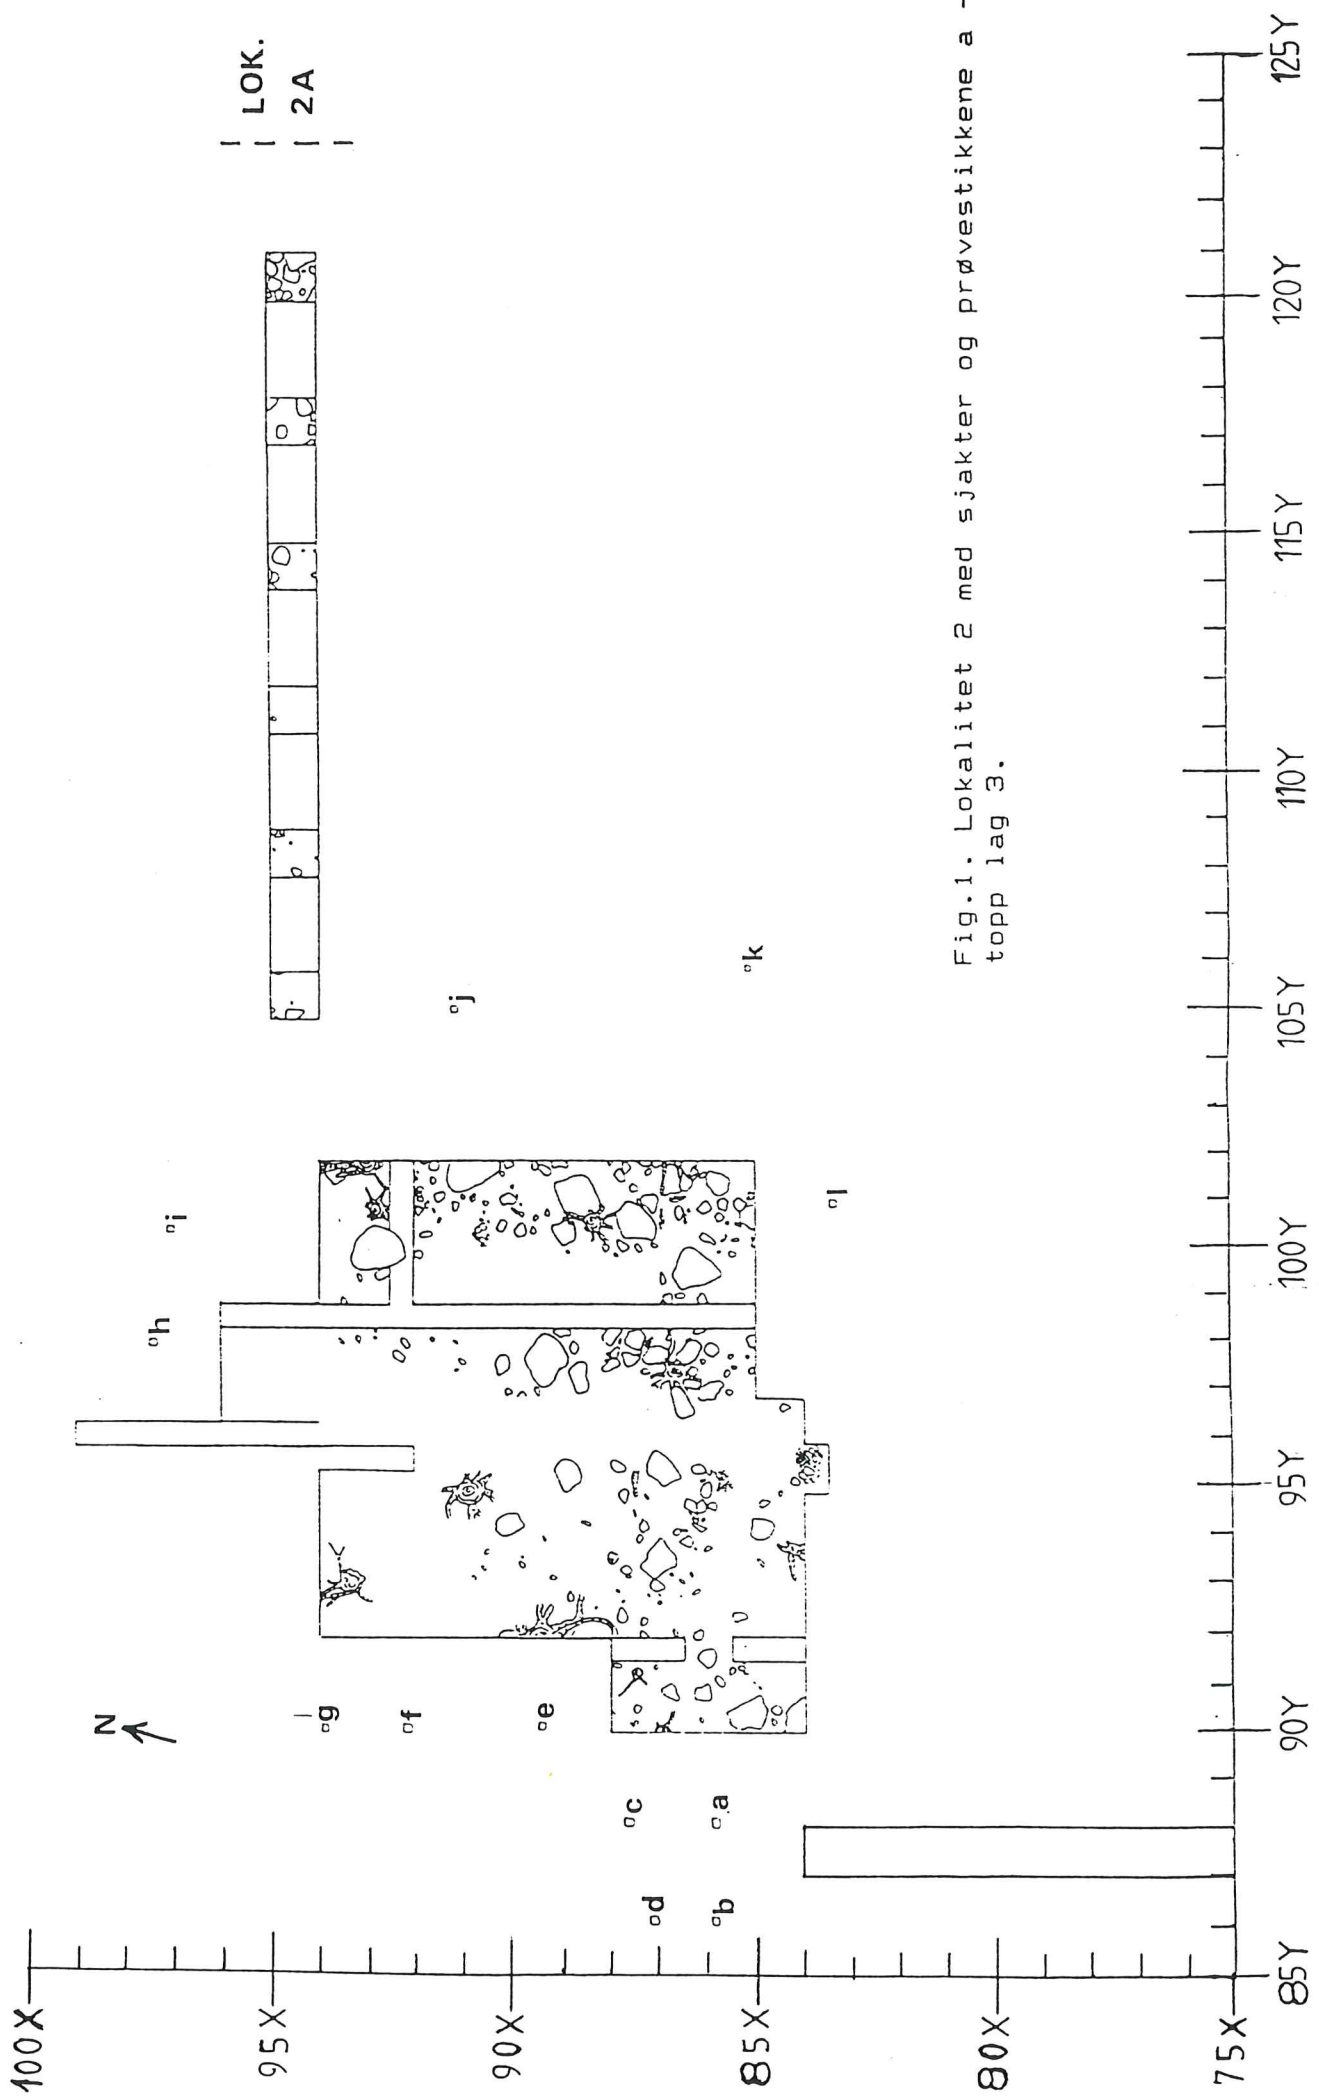 LOK.
2A
N
g
f
e
c
d
a
b
h
i
j
k
l
100X
95X
90X
85X
80X
75X
85Y
90Y
95Y
100Y
105Y
110Y
115Y
120Y
125Y
Fig.1. Lokalitet 2 med sjakter og prøvestikkene a -
topp lag 3.